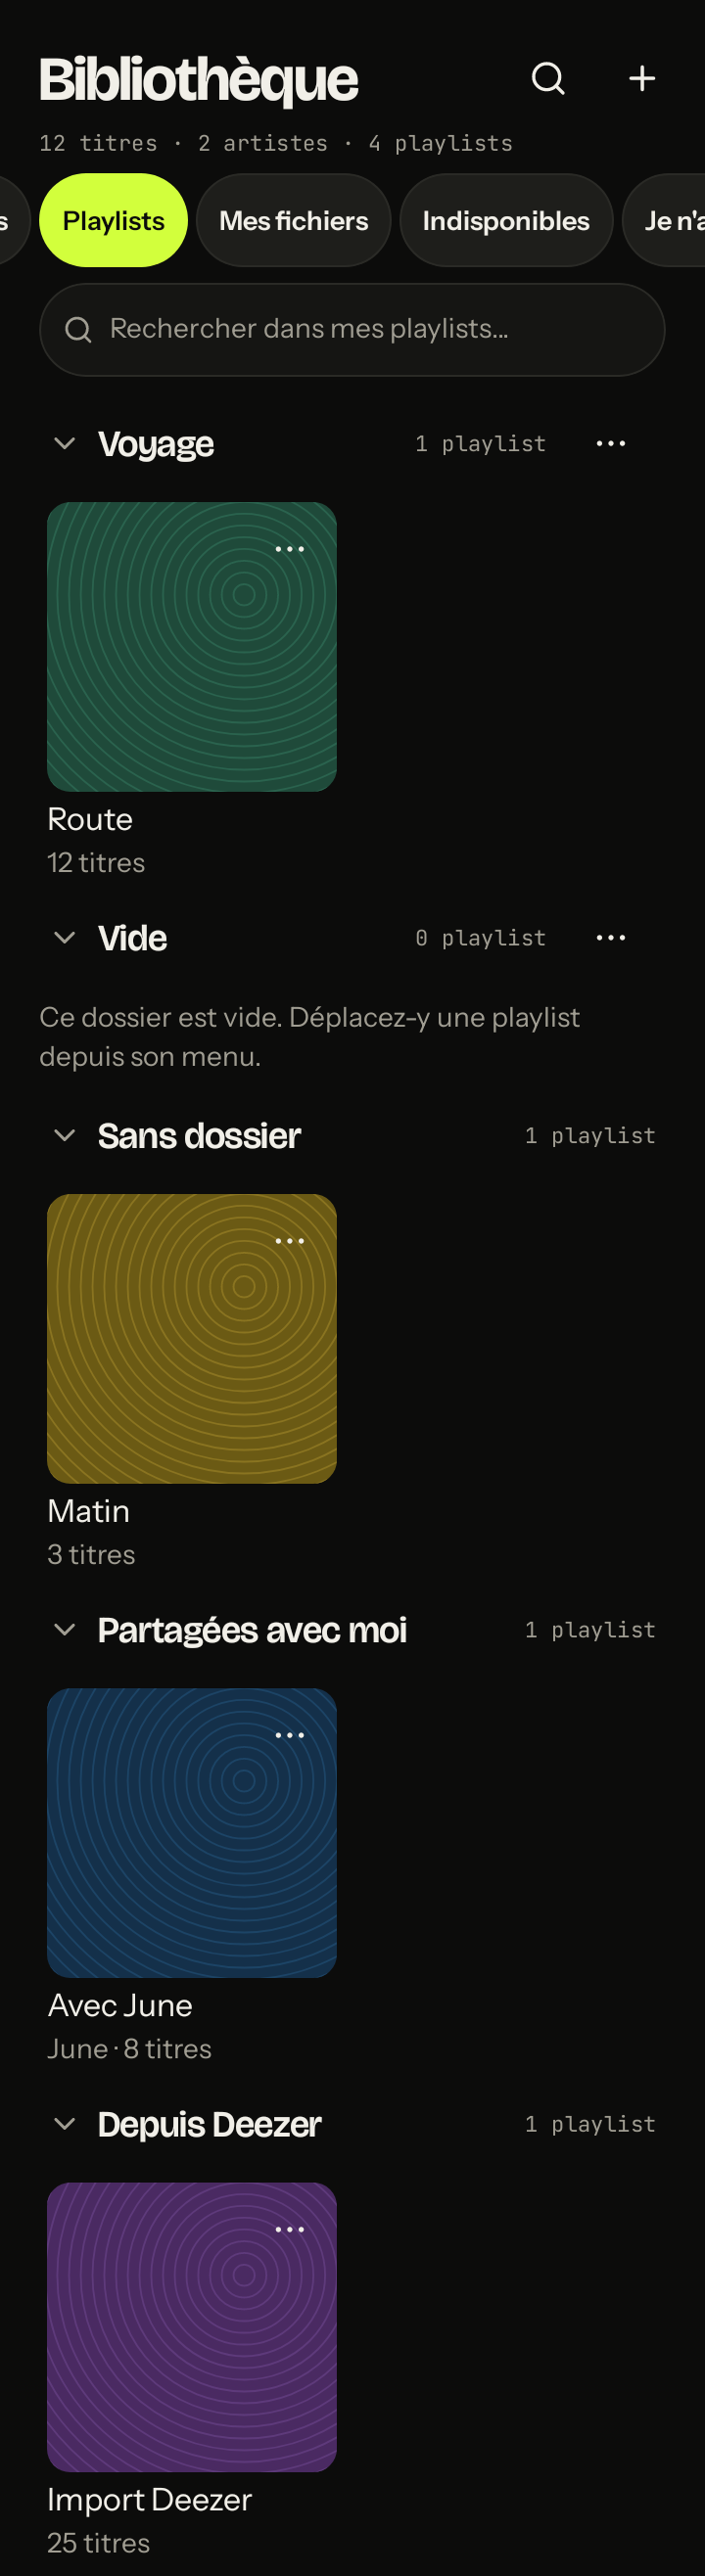 Bibliothèque
12 titres · 2 artistes · 4 playlists
s Playlists Mes fichiers Indisponibles Je n'a
Rechercher dans mes playlists...
Voyage 1 playlist
Route
12 titres
Vide 0 playlist
Ce dossier est vide. Déplacez-y une playlist
depuis son menu.
Sans dossier 1 playlist
Matin
3 titres
Partagées avec moi 1 playlist
Avec June
June · 8 titres
Depuis Deezer 1 playlist
Import Deezer
25 titres